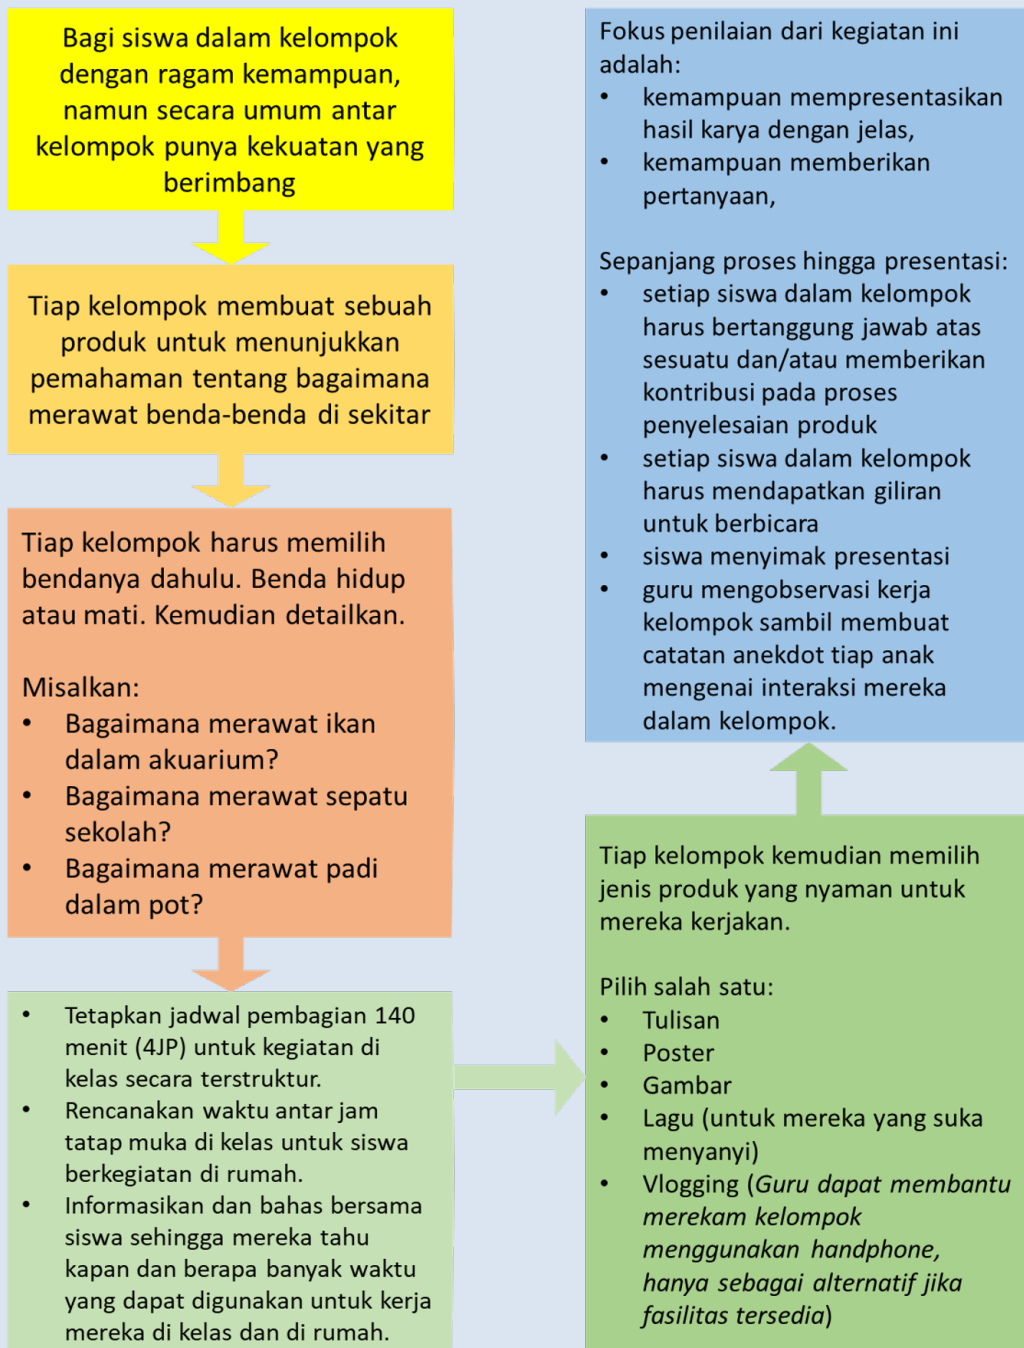 Bagi siswa dalam kelompok
dengan ragam kemampuan,
namun secara umum antar
kelompok punya kekuatan yang
berimbang
Tiap kelompok membuat sebuah
produk untuk menunjukkan
pemahaman tentang bagaimana
merawat benda-benda di sekitar
Tiap kelompok harus memilih
bendanya dahulu. Benda hidup
atau mati. Kemudian detailkan.
Misalkan:
• Bagaimana merawat ikan
dalam akuarium?
• Bagaimana merawat sepatu
sekolah?
• Bagaimana merawat padi
dalam pot?
• Tetapkan jadwal pembagian 140
menit (4JP) untuk kegiatan di
kelas secara terstruktur.
• Rencanakan waktu antar jam
tatap muka di kelas untuk siswa
berkegiatan di rumah.
• Informasikan dan bahas bersama
siswa sehingga mereka tahu
kapan dan berapa banyak waktu
yang dapat digunakan untuk kerja
mereka di kelas dan di rumah.
Tiap kelompok kemudian memilih
jenis produk yang nyaman untuk
mereka kerjakan.
Pilih salah satu:
• Tulisan
• Poster
• Gambar
• Lagu (untuk mereka yang suka
menyanyi)
• Vlogging (Guru dapat membantu
merekam kelompok
menggunakan handphone,
hanya sebagai alternatif jika
fasilitas tersedia)
Fokus penilaian dari kegiatan ini
adalah:
• kemampuan mempresentasikan
hasil karya dengan jelas,
• kemampuan memberikan
pertanyaan,
Sepanjang proses hingga presentasi:
• setiap siswa dalam kelompok
harus bertanggung jawab atas
sesuatu dan/atau memberikan
kontribusi pada proses
penyelesaian produk
• setiap siswa dalam kelompok
harus mendapatkan giliran
untuk berbicara
• siswa menyimak presentasi
• guru mengobservasi kerja
kelompok sambil membuat
catatan anekdot tiap anak
mengenai interaksi mereka
dalam kelompok.